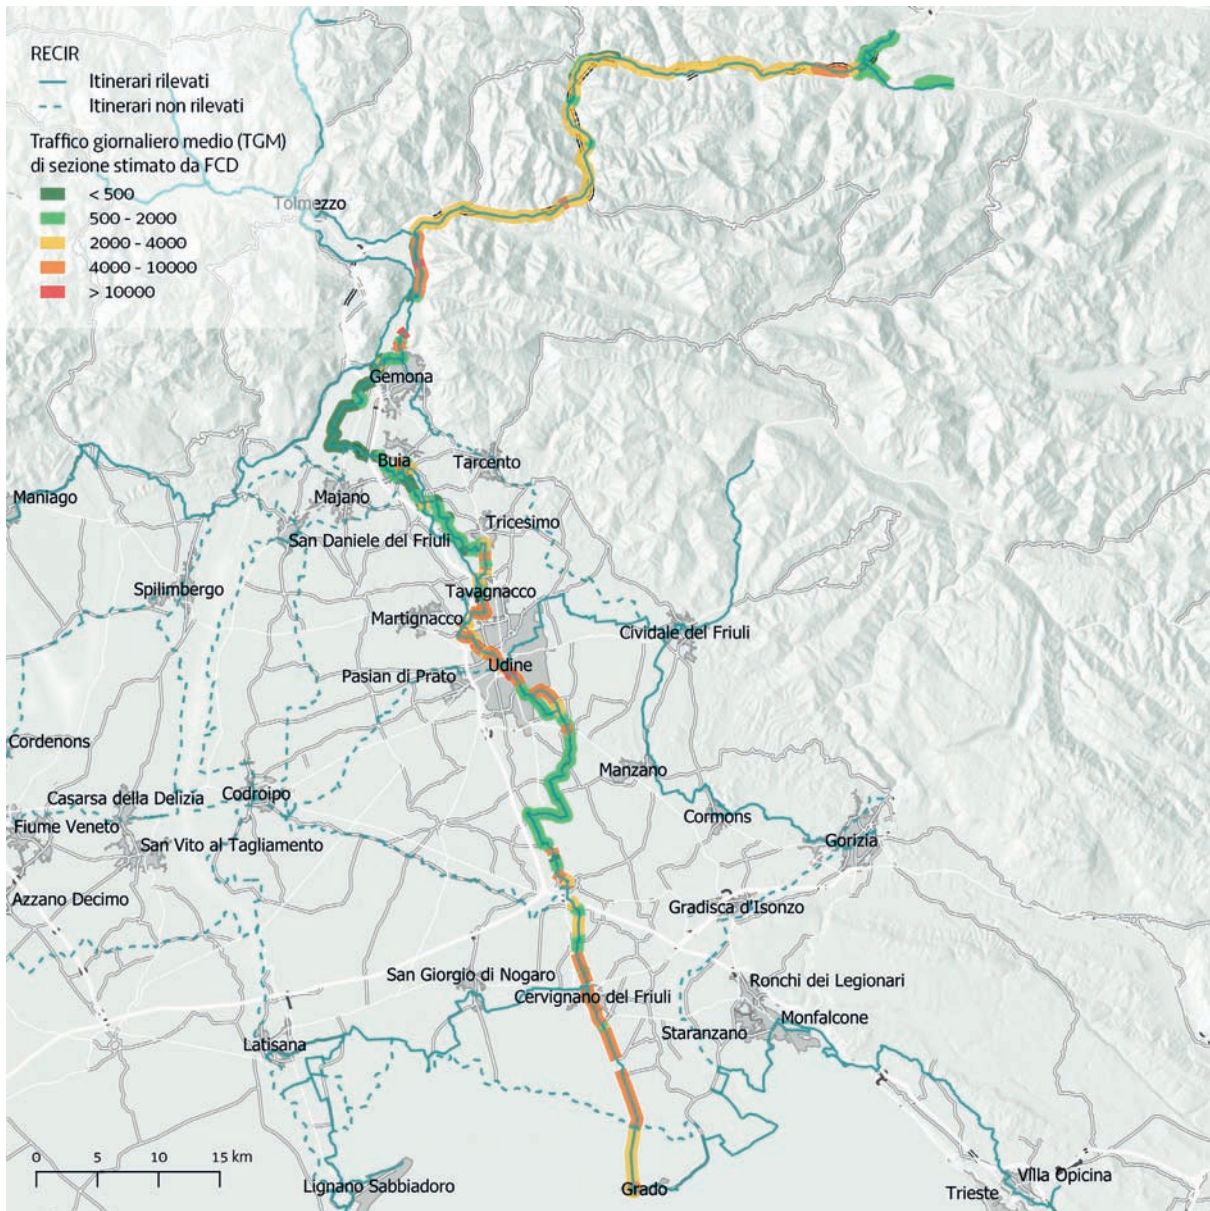 RECIR
Itinerari rilevati
Itinerari non rilevati
Traffico giornaliero medio (TGM)
di sezione stimato da FCD
< 500
500 - 2000
2000 - 4000
4000 - 10000
> 10000
Tolmezzo
Gemona
Buia
Tarcento
Maniago
Majano
Tricesimo
San Daniele del Friuli
Spilimbergo
Tavagnacco
Martignacco
Cividale del Friuli
Udine
Pasian di Prato
Cordenons
Manzano
Casarsa della Delizia
Codroipo
Fiume Veneto
Cormons
San Vito al Tagliamento
Gorizia
Azzano Decimo
Gradisca d'Isonzo
San Giorgio di Nogaro
Ronchi dei Legionari
Cervignano del Friuli
Monfalcone
Staranzano
Latisana
0 5 10 15 km
Villa Opicina
Lignano Sabbiadoro
Grado
Trieste